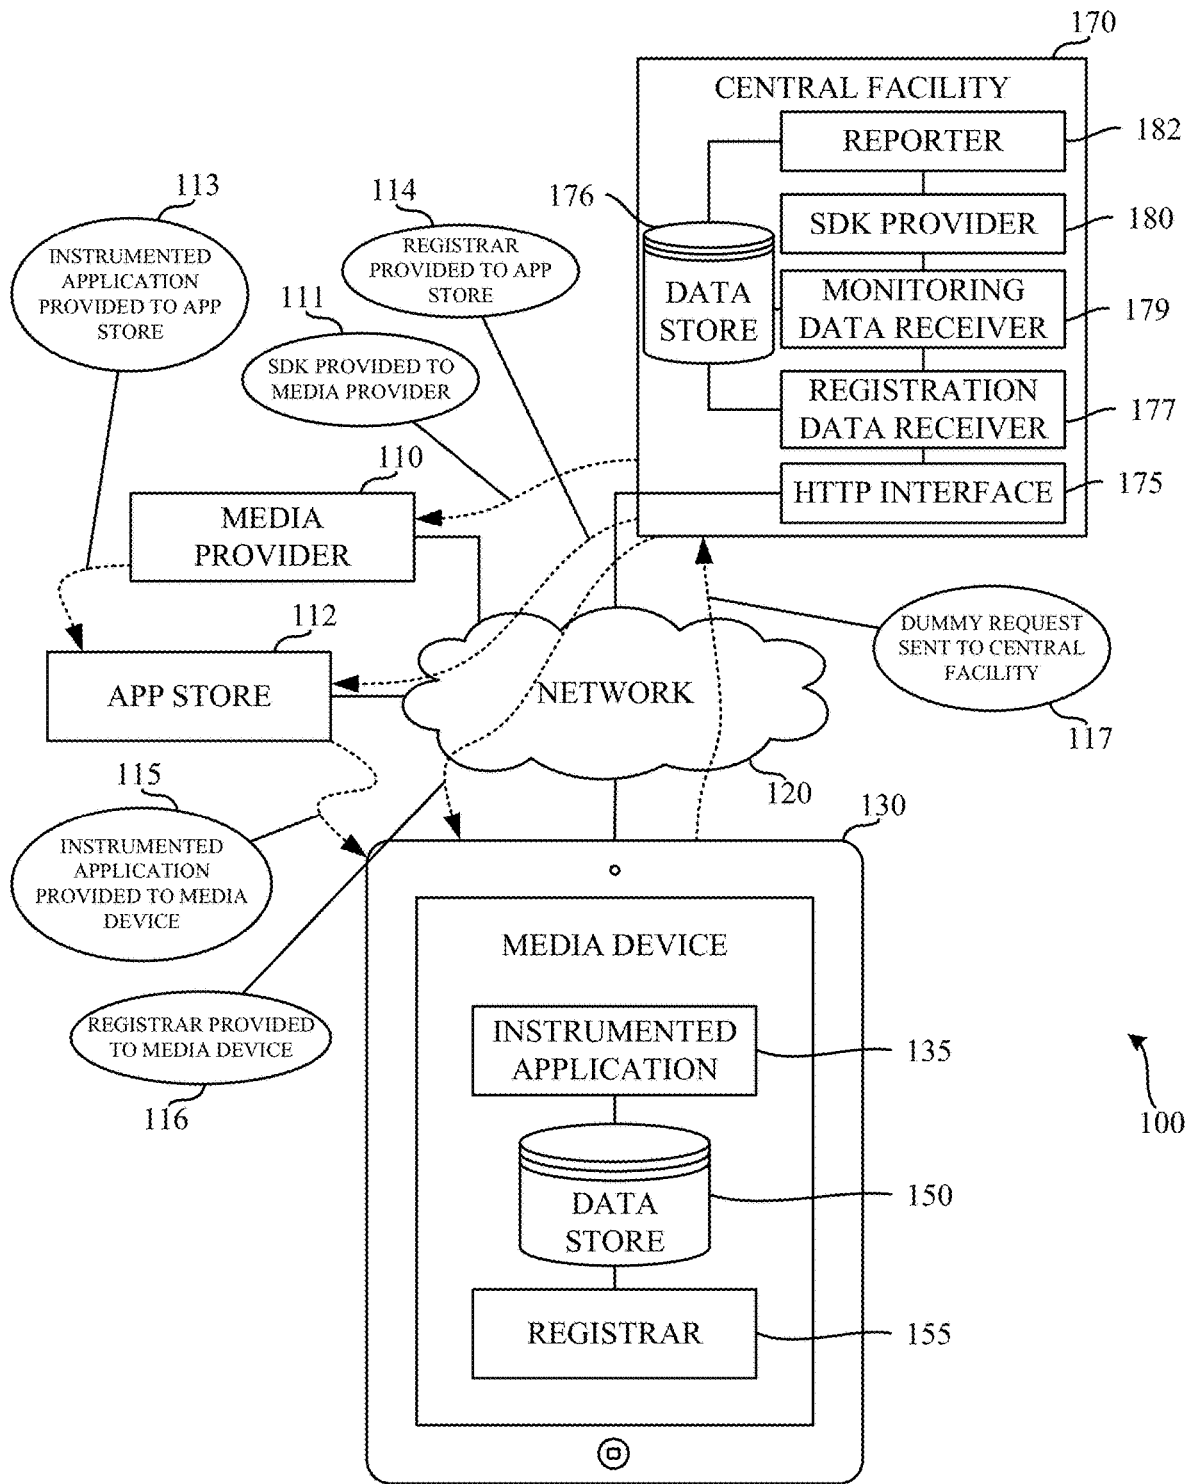 170
CENTRAL FACILITY
REPORTER
182
176
SDK PROVIDER
180
DATA
STORE
MONITORING
DATA RECEIVER
179
REGISTRATION
DATA RECEIVER
177
HTTP INTERFACE
175
113
INSTRUMENTED
APPLICATION
PROVIDED TO APP
STORE
114
REGISTRAR
PROVIDED TO APP
STORE
111
SDK PROVIDED TO
MEDIA PROVIDER
110
MEDIA
PROVIDER
112
APP STORE
NETWORK
120
DUMMY REQUEST
SENT TO CENTRAL
FACILITY
117
115
INSTRUMENTED
APPLICATION
PROVIDED TO MEDIA
DEVICE
REGISTRAR PROVIDED
TO MEDIA DEVICE
116
130
MEDIA DEVICE
INSTRUMENTED
APPLICATION
135
DATA
STORE
150
REGISTRAR
155
100